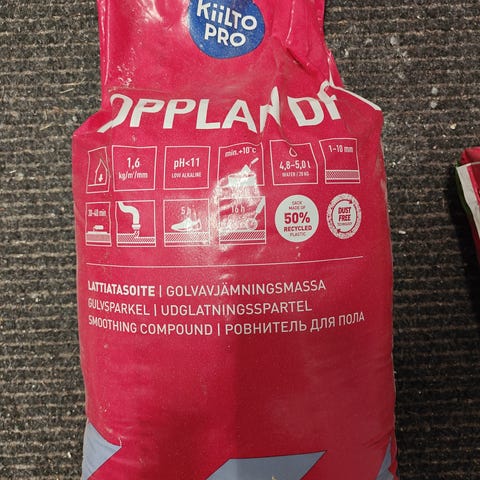 KiiLTO
PRO
OPPLAN DF
1,6
kg/m²/mm
pH<11
LOW ALKALINE
min.+10°C
4,8-5,0 l
WATER / 20 KG
1-10 mm
5 h
16 h
SACK
MADE OF
50%
RECYCLED
PLASTIC
DUST
FREE
LATTIATASOITE | GOLVAVJÄMNINGSMASSA
GULVSPARKEL | UDGLATNINGSSPARTEL
SMOOTHING COMPOUND | РОВНИТЕЛЬ ДЛЯ ПОЛА